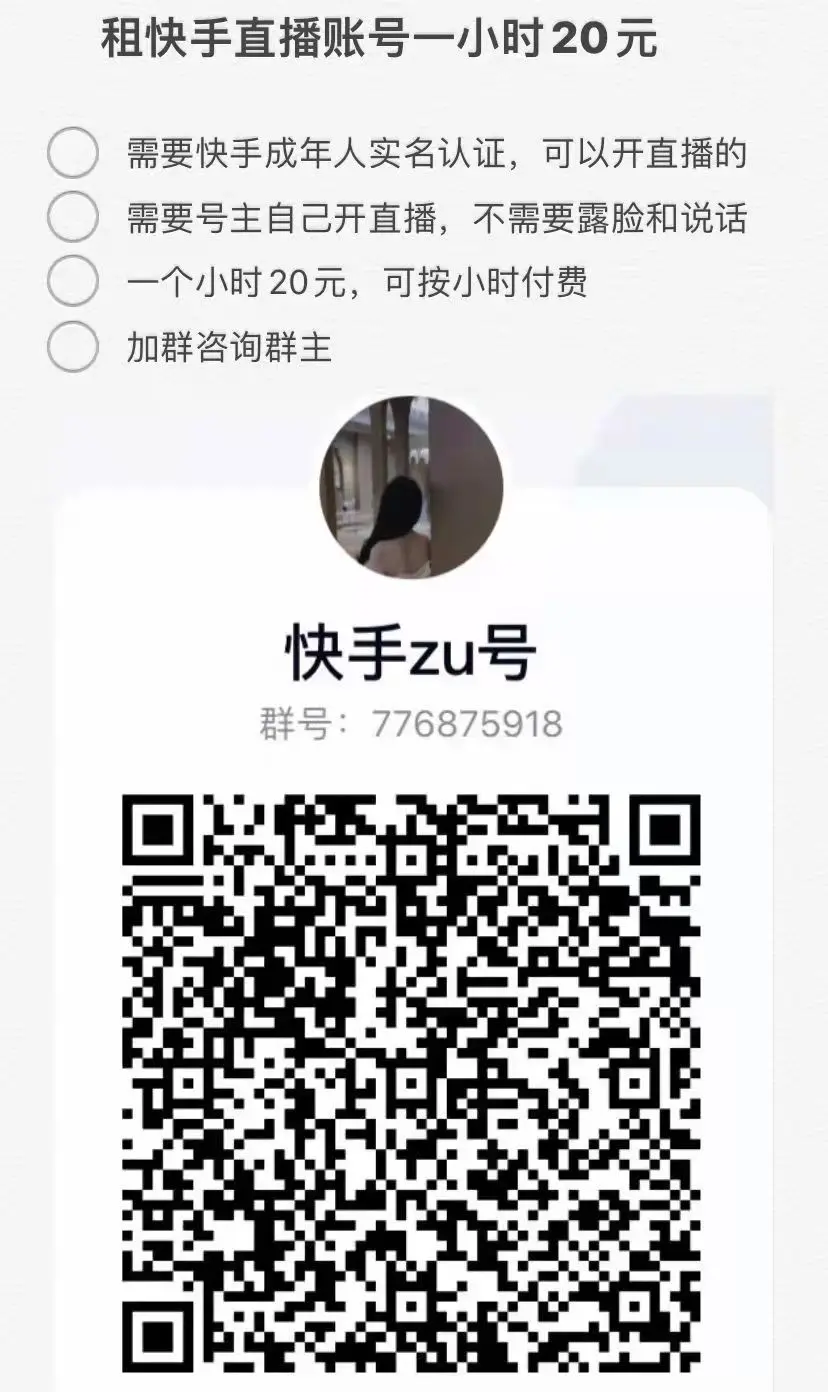 租快手直播账号一小时20元
需要快手成年人实名认证，可以开直播的
需要号主自己开直播，不需要露脸和说话
一个小时20元，可按小时付费
加群咨询群主
快手zu号
群号：776875918